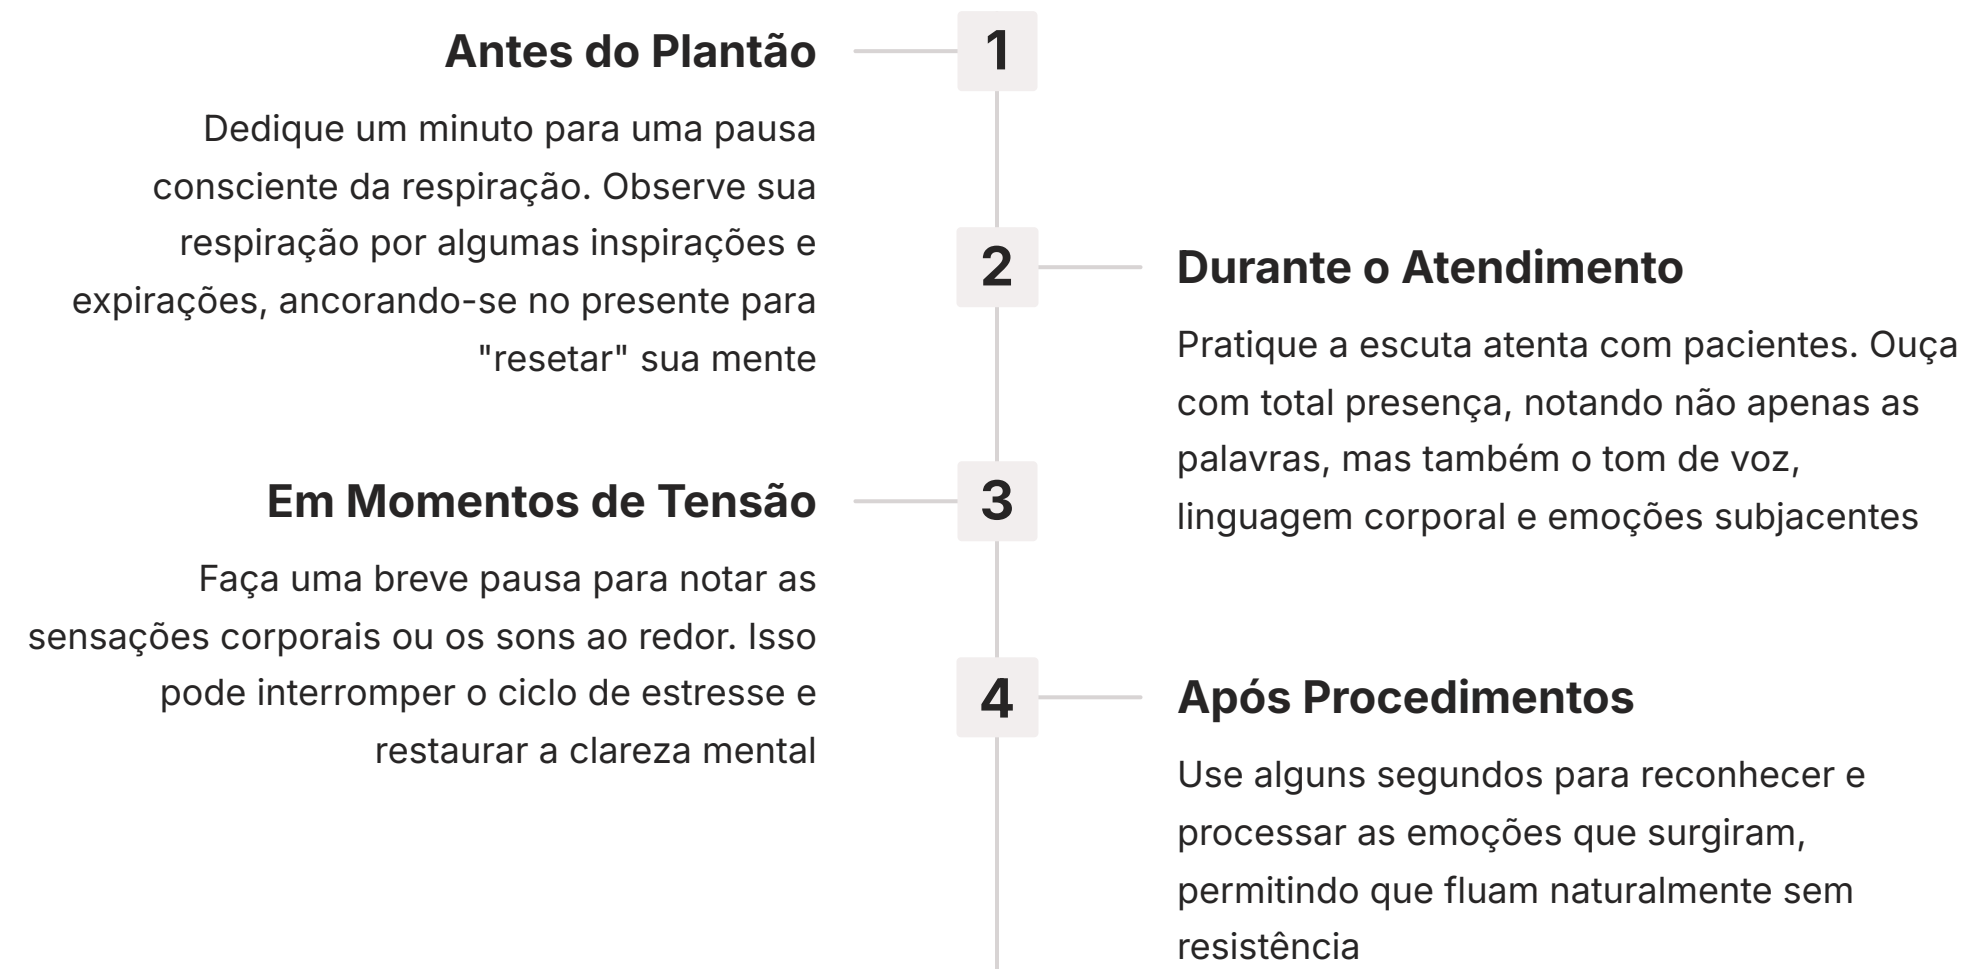 1
Antes do Plantão
Dedique um minuto para uma pausa
consciente da respiração. Observe sua
respiração por algumas inspirações e
expirações, ancorando-se no presente para
"resetar" sua mente
2
Durante o Atendimento
Pratique a escuta atenta com pacientes. Ouça
com total presença, notando não apenas as
palavras, mas também o tom de voz,
linguagem corporal e emoções subjacentes
3
Em Momentos de Tensão
Faça uma breve pausa para notar as
sensações corporais ou os sons ao redor. Isso
pode interromper o ciclo de estresse e
restaurar a clareza mental
4
Após Procedimentos
Use alguns segundos para reconhecer e
processar as emoções que surgiram,
permitindo que fluam naturalmente sem
resistência